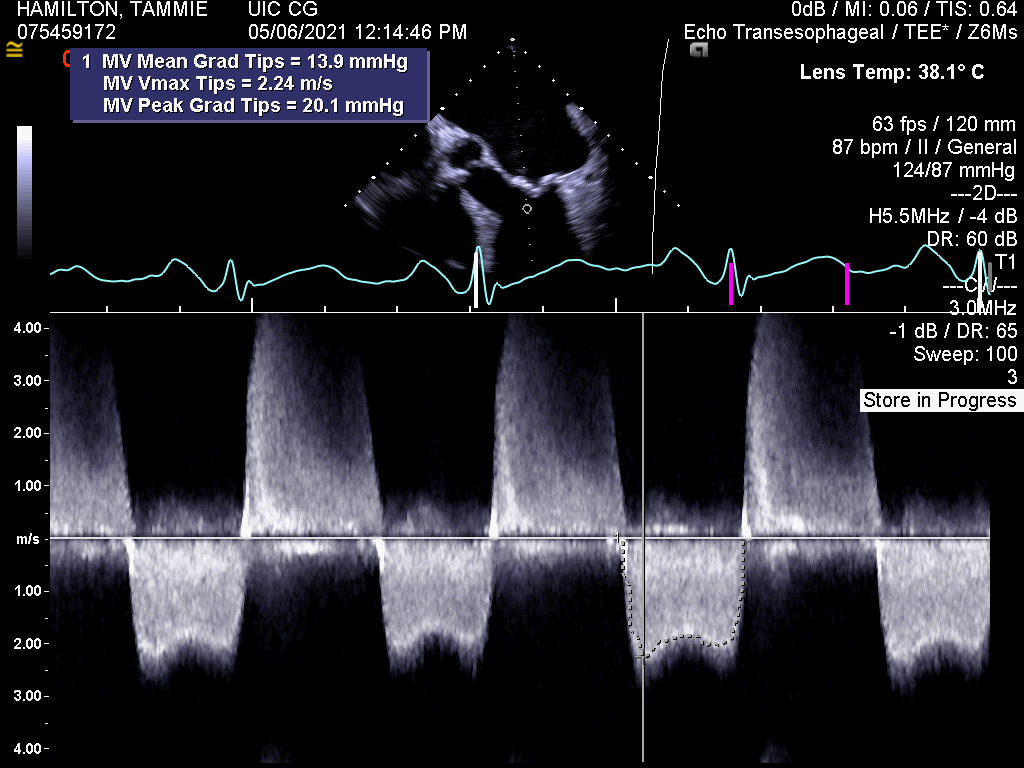 HAMILTON, TAMMIE
UIC CG
0dB / MI: 0.06 / TIS: 0.64
075459172
05/06/2021 12:14:46 PM
Echo Transesophageal / TEE* / Z6Ms
1 MV Mean Grad Tips = 13.9 mmHg
MV Vmax Tips = 2.24 m/s
MV Peak Grad Tips = 20.1 mmHg
Lens Temp: 38.1° C
63 fps / 120 mm
87 bpm / II / General
124/87 mmHg
---2D---
H5.5MHz / -4 dB
DR: 60 dB
T1
3.0MHz
-1 dB / DR: 65
Sweep: 100
3
Store in Progress
4.00
3.00
2.00
1.00
m/s
1.00
2.00
3.00
4.00
1